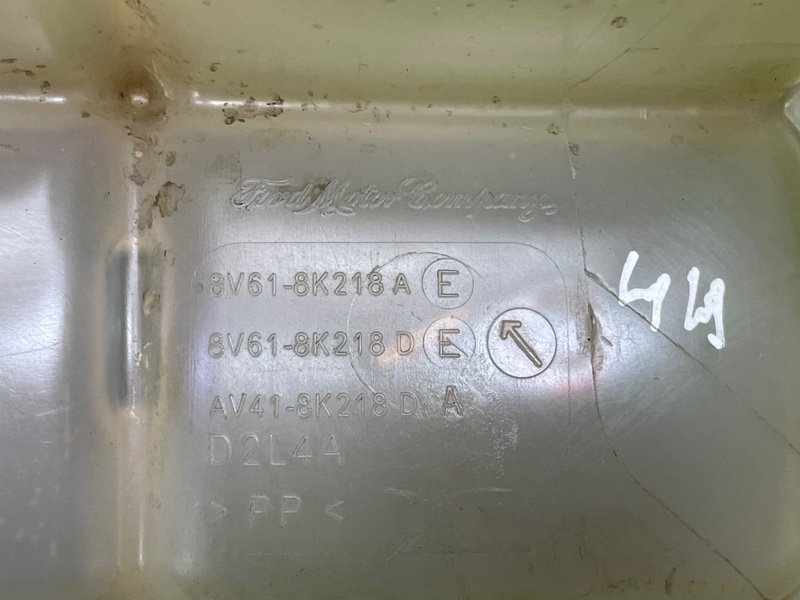 Ford Motor Company
8V61-8K218 A E
8V61-8K218 D E
AV41-8K218-D A
D2L4A
> PP <